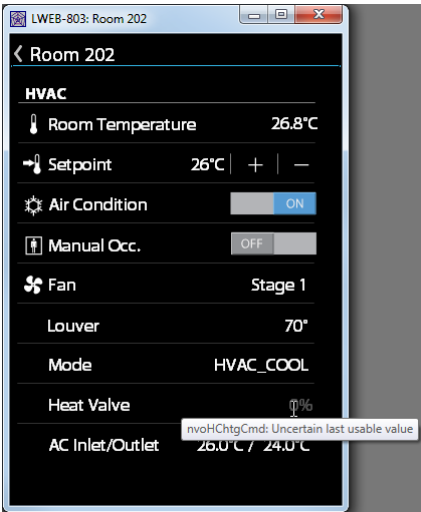 LWEB-803: Room 202
Room 202
HVAC
Room Temperature 26.8°C
Setpoint 26°C + −
Air Condition ON
Manual Occ. OFF
Fan Stage 1
Louver 70°
Mode HVAC_COOL
Heat Valve 0%
nvoHChtgCmd: Uncertain last usable value
AC Inlet/Outlet 26.0°C / 24.0°C